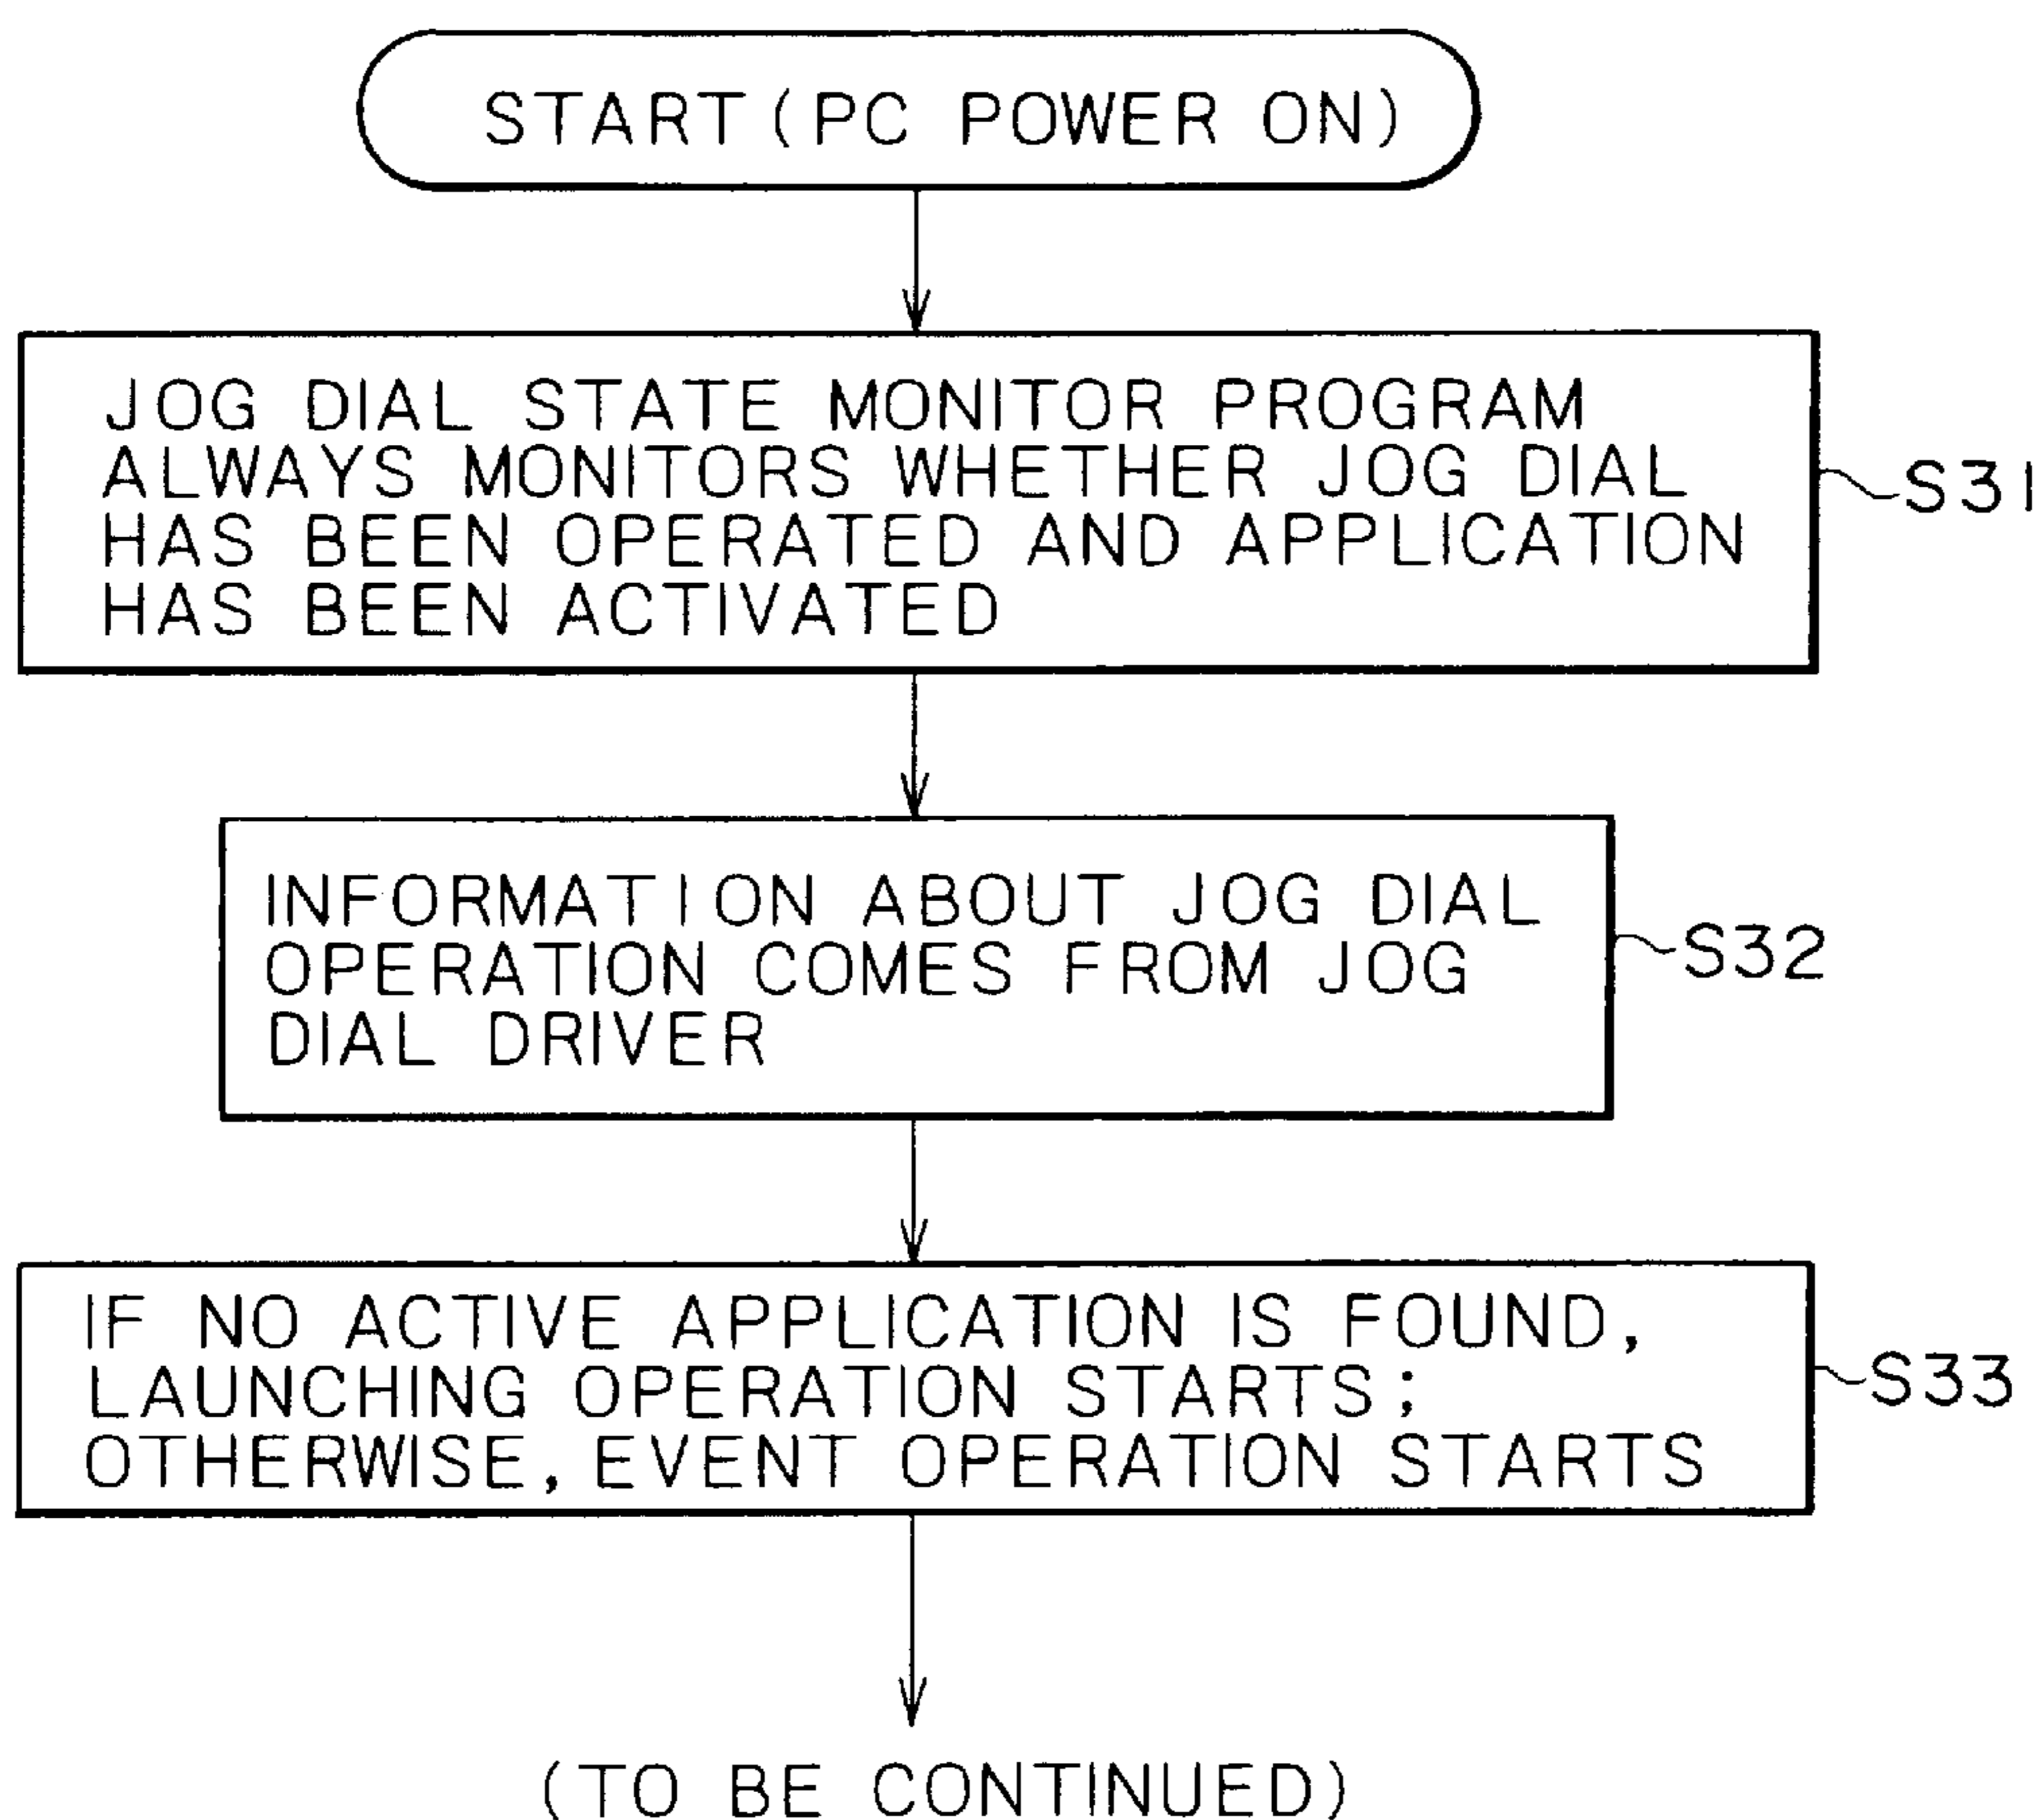 START(PC POWER ON)
JOG DIAL STATE MONITOR PROGRAM
ALWAYS MONITORS WHETHER JOG DIAL
HAS BEEN OPERATED AND APPLICATION
HAS BEEN ACTIVATED
S31
INFORMATION ABOUT JOG DIAL
OPERATION COMES FROM JOG
DIAL DRIVER
S32
IF NO ACTIVE APPLICATION IS FOUND,
LAUNCHING OPERATION STARTS;
OTHERWISE, EVENT OPERATION STARTS
S33
(TO BE CONTINUED)